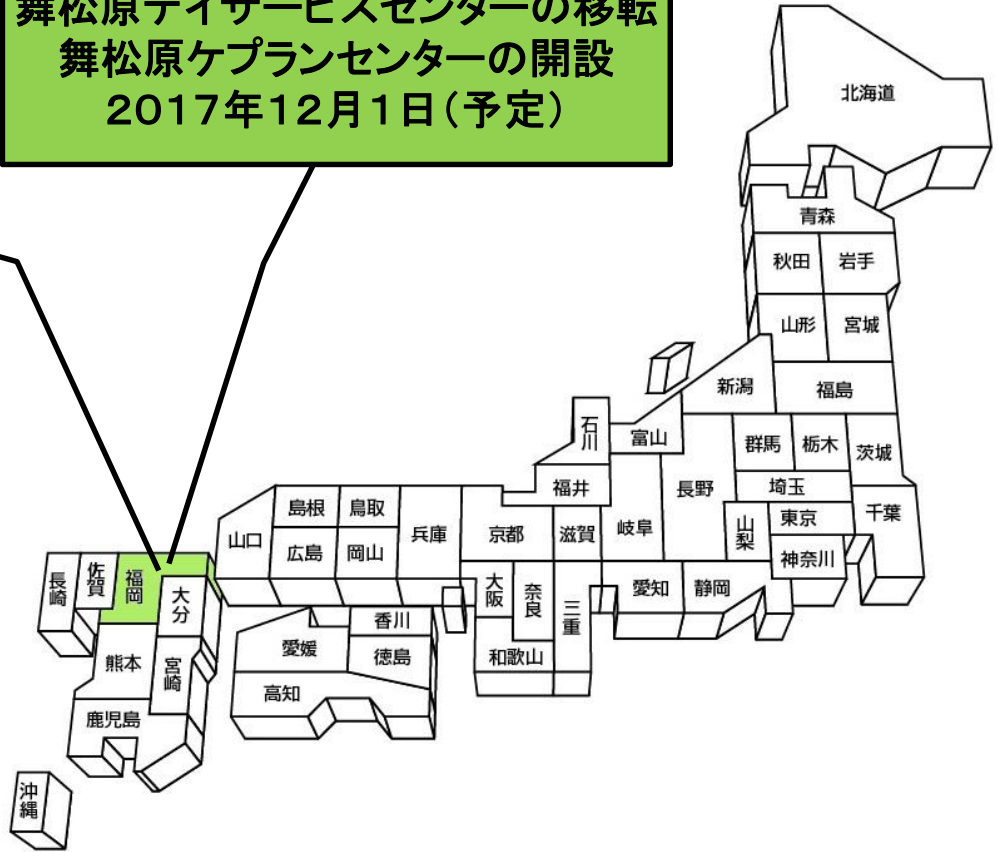 舞松原デイサービスセンターの移転
舞松原ケプランセンターの開設
2017年12月1日(予定)
北海道
青森
秋田
岩手
山形
宮城
新潟
福島
石川
富山
群馬
栃木
茨城
福井
長野
埼玉
島根
鳥取
兵庫
京都
滋賀
岐阜
山梨
東京
千葉
山口
広島
岡山
神奈川
長崎
佐賀
福岡
大分
大阪
奈良
三重
愛知
静岡
香川
愛媛
徳島
和歌山
熊本
宮崎
高知
鹿児島
沖縄